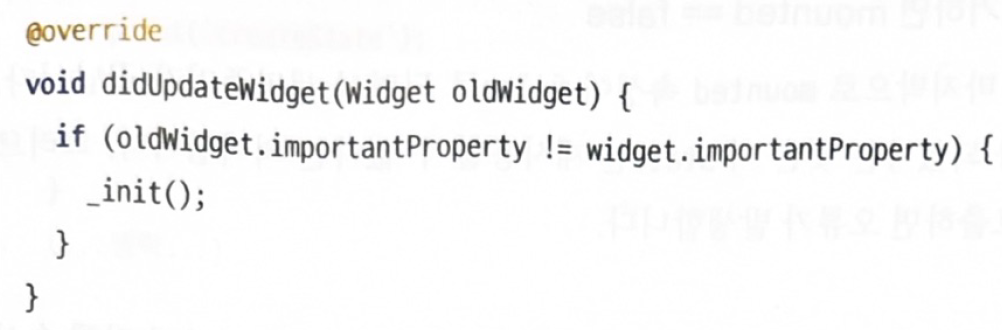 @override
void didUpdateWidget(Widget oldWidget) {
  if (oldWidget.importantProperty != widget.importantProperty) {
    _init();
  }
}